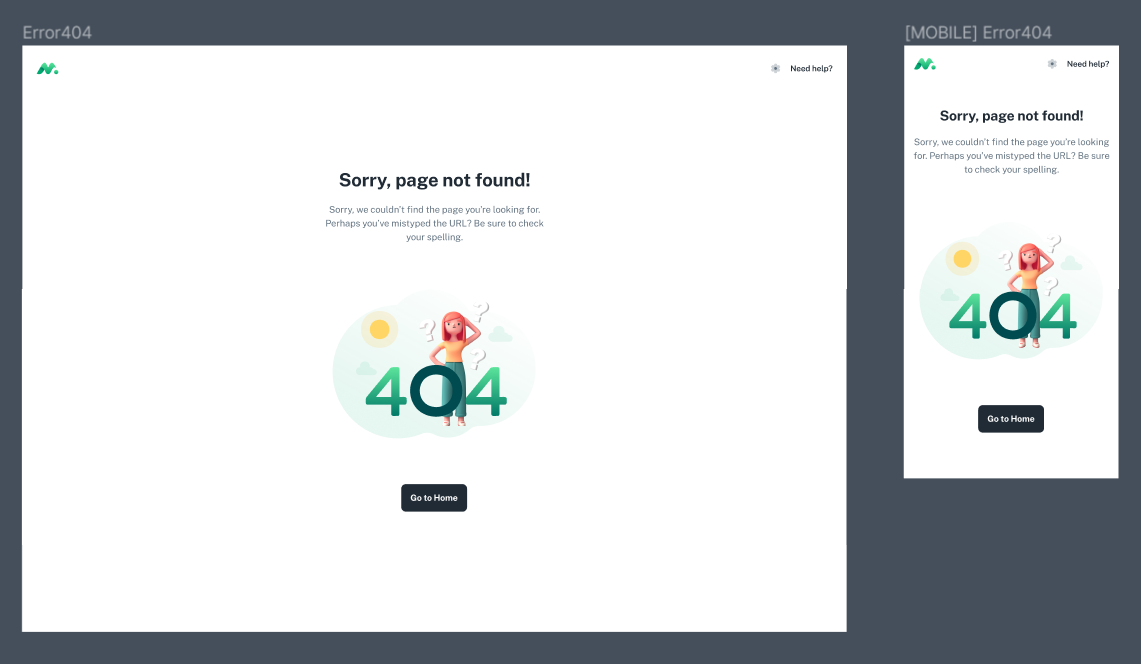 Error404
Need help?
Sorry, page not found!
Sorry, we couldn't find the page you're looking for.
Perhaps you've mistyped the URL? Be sure to check
your spelling.
? ? ?
404
Go to Home
[MOBILE] Error404
Need help?
Sorry, page not found!
Sorry, we couldn't find the page you're looking
for. Perhaps you've mistyped the URL? Be sure
to check your spelling.
? ? ?
404
Go to Home